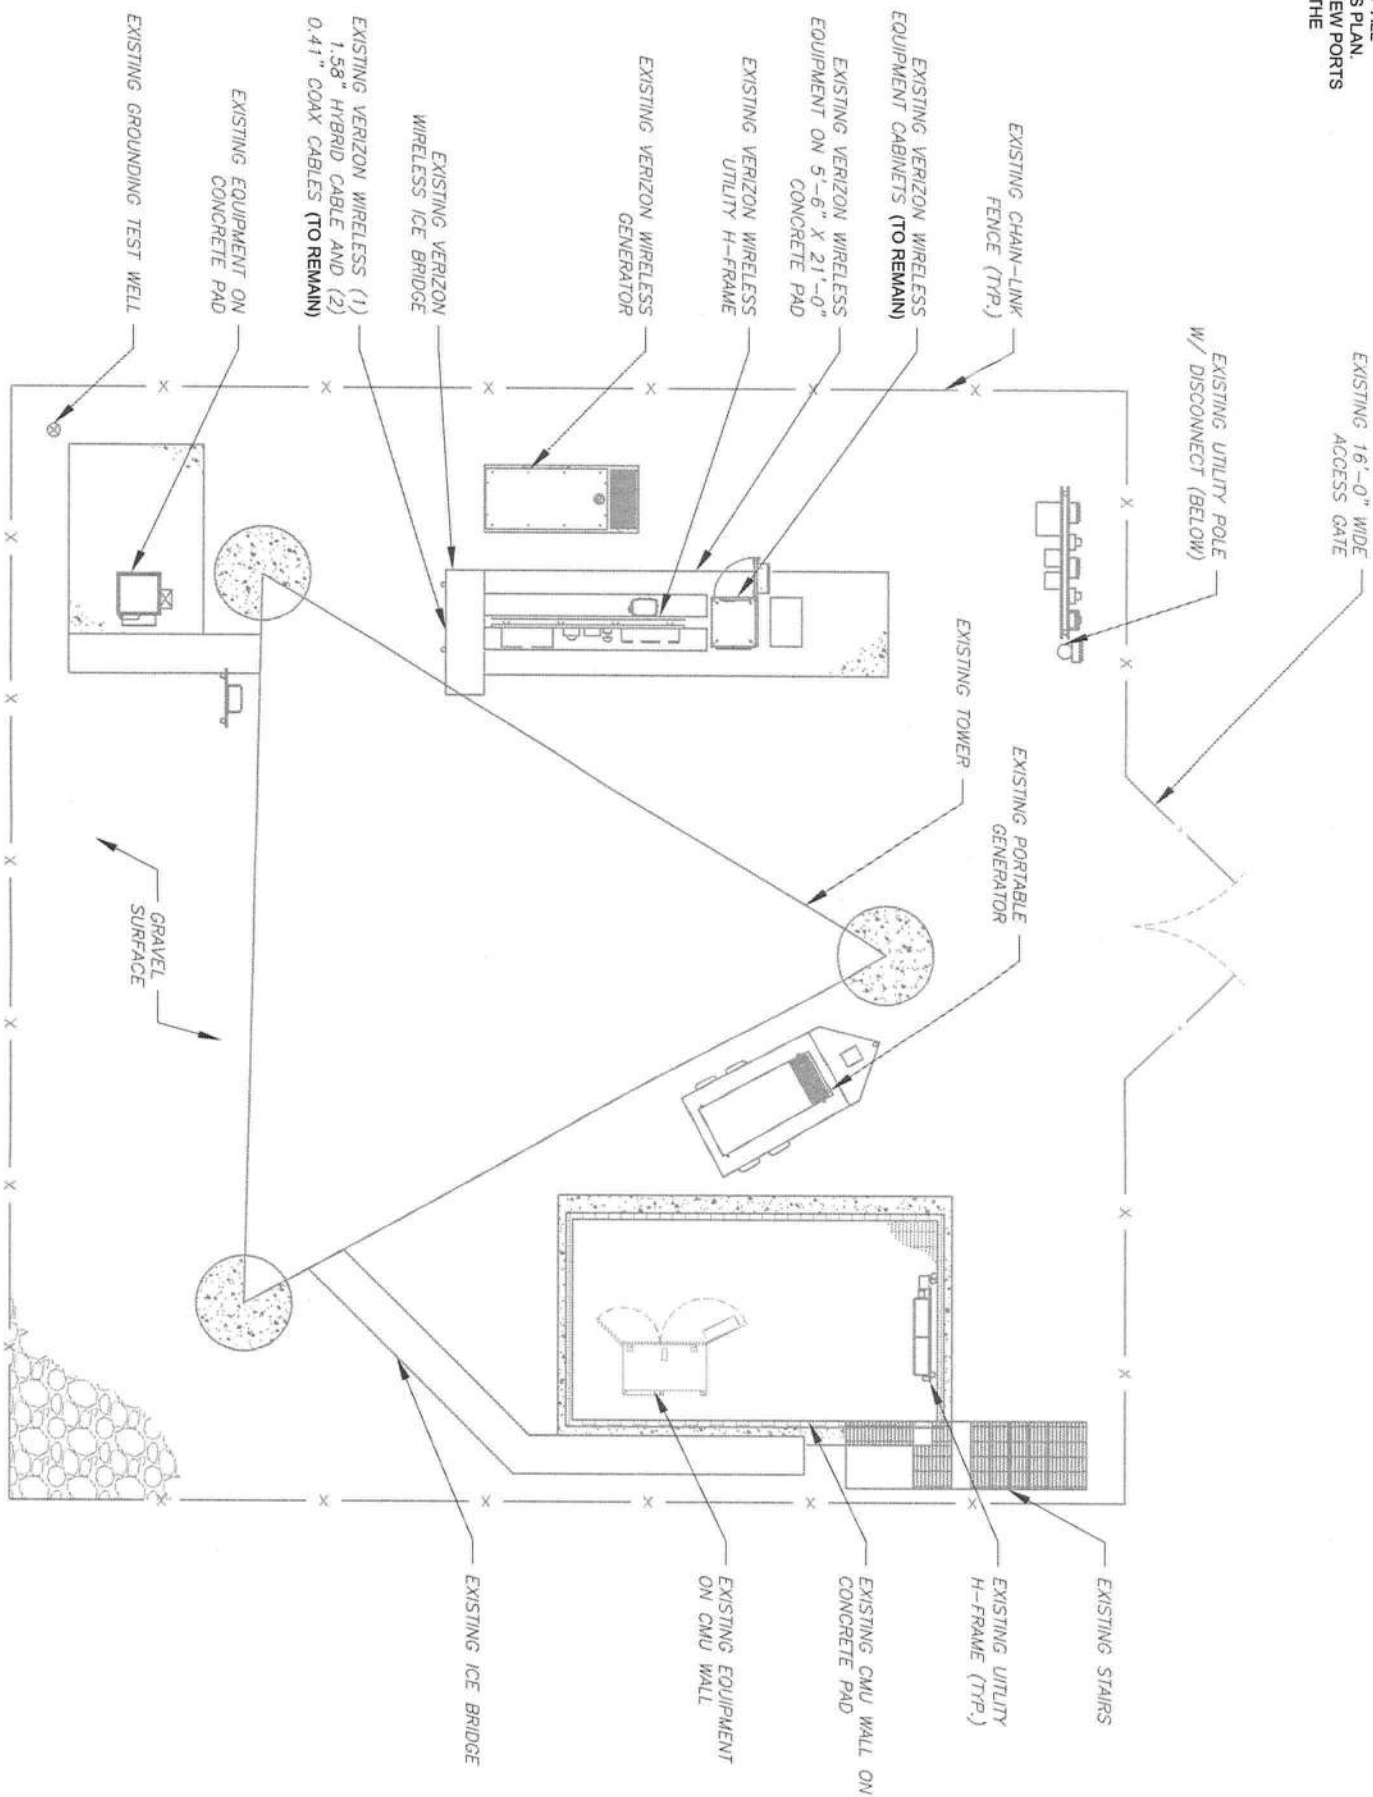 S PLAN.
EW PORTS
THE
EXISTING 16'-0" WIDE
ACCESS GATE
EXISTING UTILITY POLE
W/ DISCONNECT (BELOW)
EXISTING CHAIN-LINK
FENCE (TYP.)
EXISTING VERIZON WIRELESS
EQUIPMENT CABINETS (TO REMAIN)
EXISTING VERIZON WIRELESS
EQUIPMENT ON 5'-6" X 21'-0"
CONCRETE PAD
EXISTING VERIZON WIRELESS
UTILITY H-FRAME
EXISTING VERIZON WIRELESS
GENERATOR
EXISTING VERIZON
WIRELESS ICE BRIDGE
EXISTING VERIZON WIRELESS (1)
1.58" HYBRID CABLE AND (2)
0.41" COAX CABLES (TO REMAIN)
EXISTING EQUIPMENT ON
CONCRETE PAD
EXISTING GROUNDING TEST WELL
EXISTING TOWER
EXISTING PORTABLE
GENERATOR
GRAVEL
SURFACE
EXISTING STAIRS
EXISTING UITLITY
H-FRAME (TYP.)
EXISTING CMU WALL ON
CONCRETE PAD
EXISTING EQUIPMENT
ON CMU WALL
EXISTING ICE BRIDGE